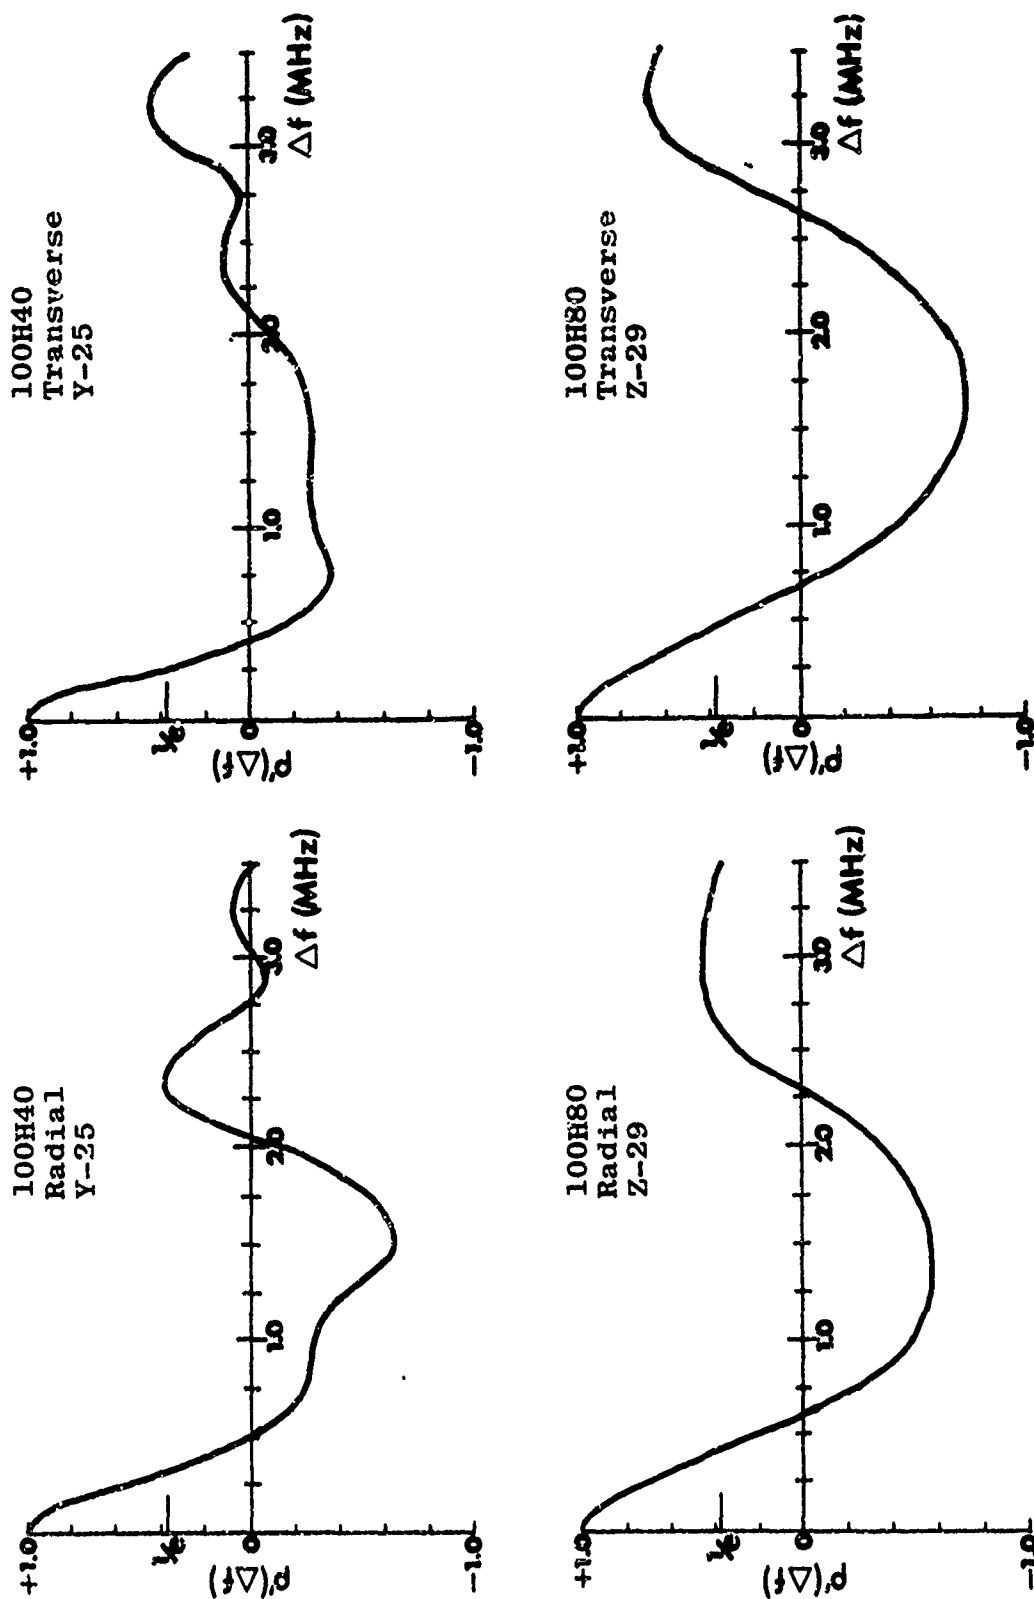 100H40
Radial
Y-25
+1.0
1/e
0
-1.0
ρ'(Δf)
1.0
2.0
3.0
Δf (MHz)
100H40
Transverse
Y-25
+1.0
1/e
0
-1.0
ρ'(Δf)
1.0
2.0
3.0
Δf (MHz)
100H80
Radial
Z-29
+1.0
1/e
0
-1.0
ρ'(Δf)
1.0
2.0
3.0
Δf (MHz)
100H80
Transverse
Z-29
+1.0
1/e
0
-1.0
ρ'(Δf)
1.0
2.0
3.0
Δf (MHz)